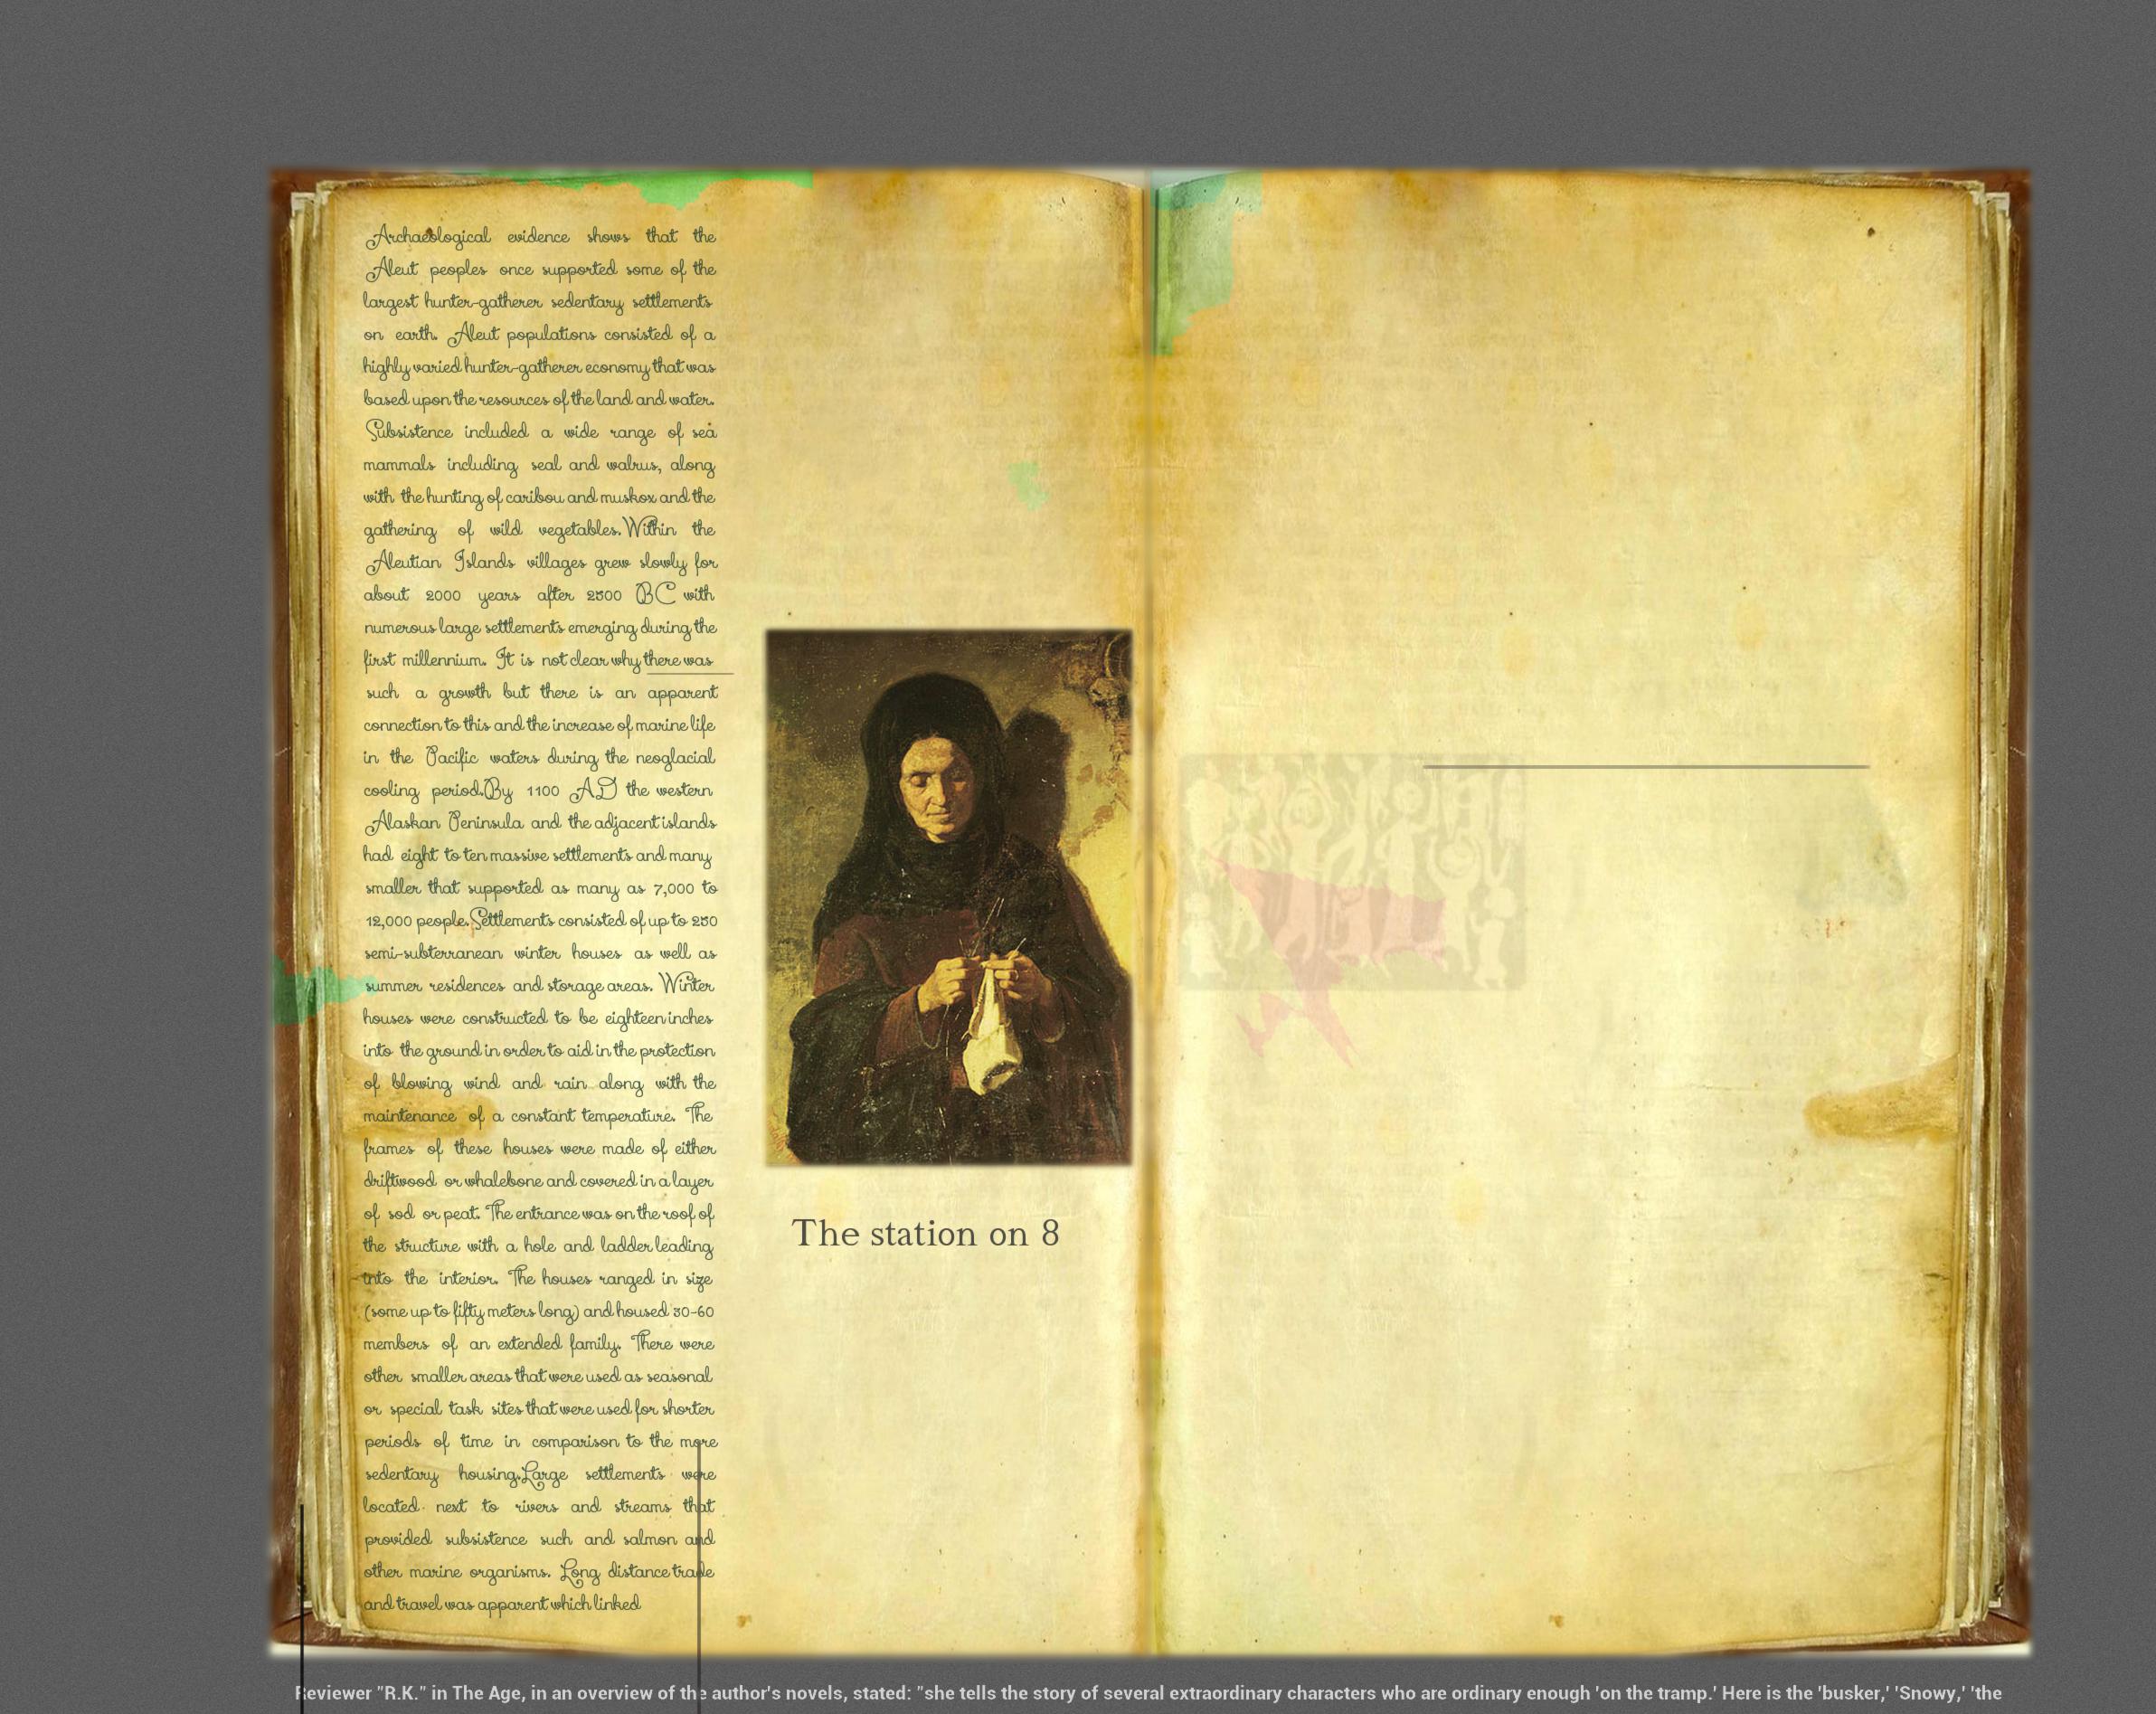 Archaeological evidence shows that the
Aleut peoples once supported some of the
largest hunter-gatherer sedentary settlements
on earth. Aleut populations consisted of a
highly varied hunter-gatherer economy that was
based upon the resources of the land and water.
Subsistence included a wide range of sea
mammals including seal and walrus, along
with the hunting of caribou and muskox and the
gathering of wild vegetables.Within the
Aleutian Islands villages grew slowly for
about 2000 years after 2500 BC with
numerous large settlements emerging during the
first millennium. It is not clear why there was
such a growth but there is an apparent
connection to this and the increase of marine life
in the Pacific waters during the neoglacial
cooling period.By 1100 AD the western
Alaskan Peninsula and the adjacent islands
had eight to ten massive settlements and many
smaller that supported as many as 7,000 to
12,000 people.Settlements consisted of up to 250
semi-subterranean winter houses as well as
summer residences and storage areas. Winter
houses were constructed to be eighteen inches
into the ground in order to aid in the protection
of blowing wind and rain along with the
maintenance of a constant temperature. The
frames of these houses were made of either
driftwood or whalebone and covered in a layer
of sod or peat. The entrance was on the roof of
the structure with a hole and ladder leading
into the interior. The houses ranged in size
(some up to fifty meters long) and housed 30-60
members of an extended family. There were
other smaller areas that were used as seasonal
or special task sites that were used for shorter
periods of time in comparison to the more
sedentary housing.Large settlements were
located next to rivers and streams that
provided subsistence such and salmon and
other marine organisms. Long distance trade
and travel was apparent which linked
The station on 8
Reviewer "R.K." in The Age, in an overview of the author's novels, stated: "she tells the story of several extraordinary characters who are ordinary enough 'on the tramp.' Here is the 'busker,' 'Snowy,' 'the